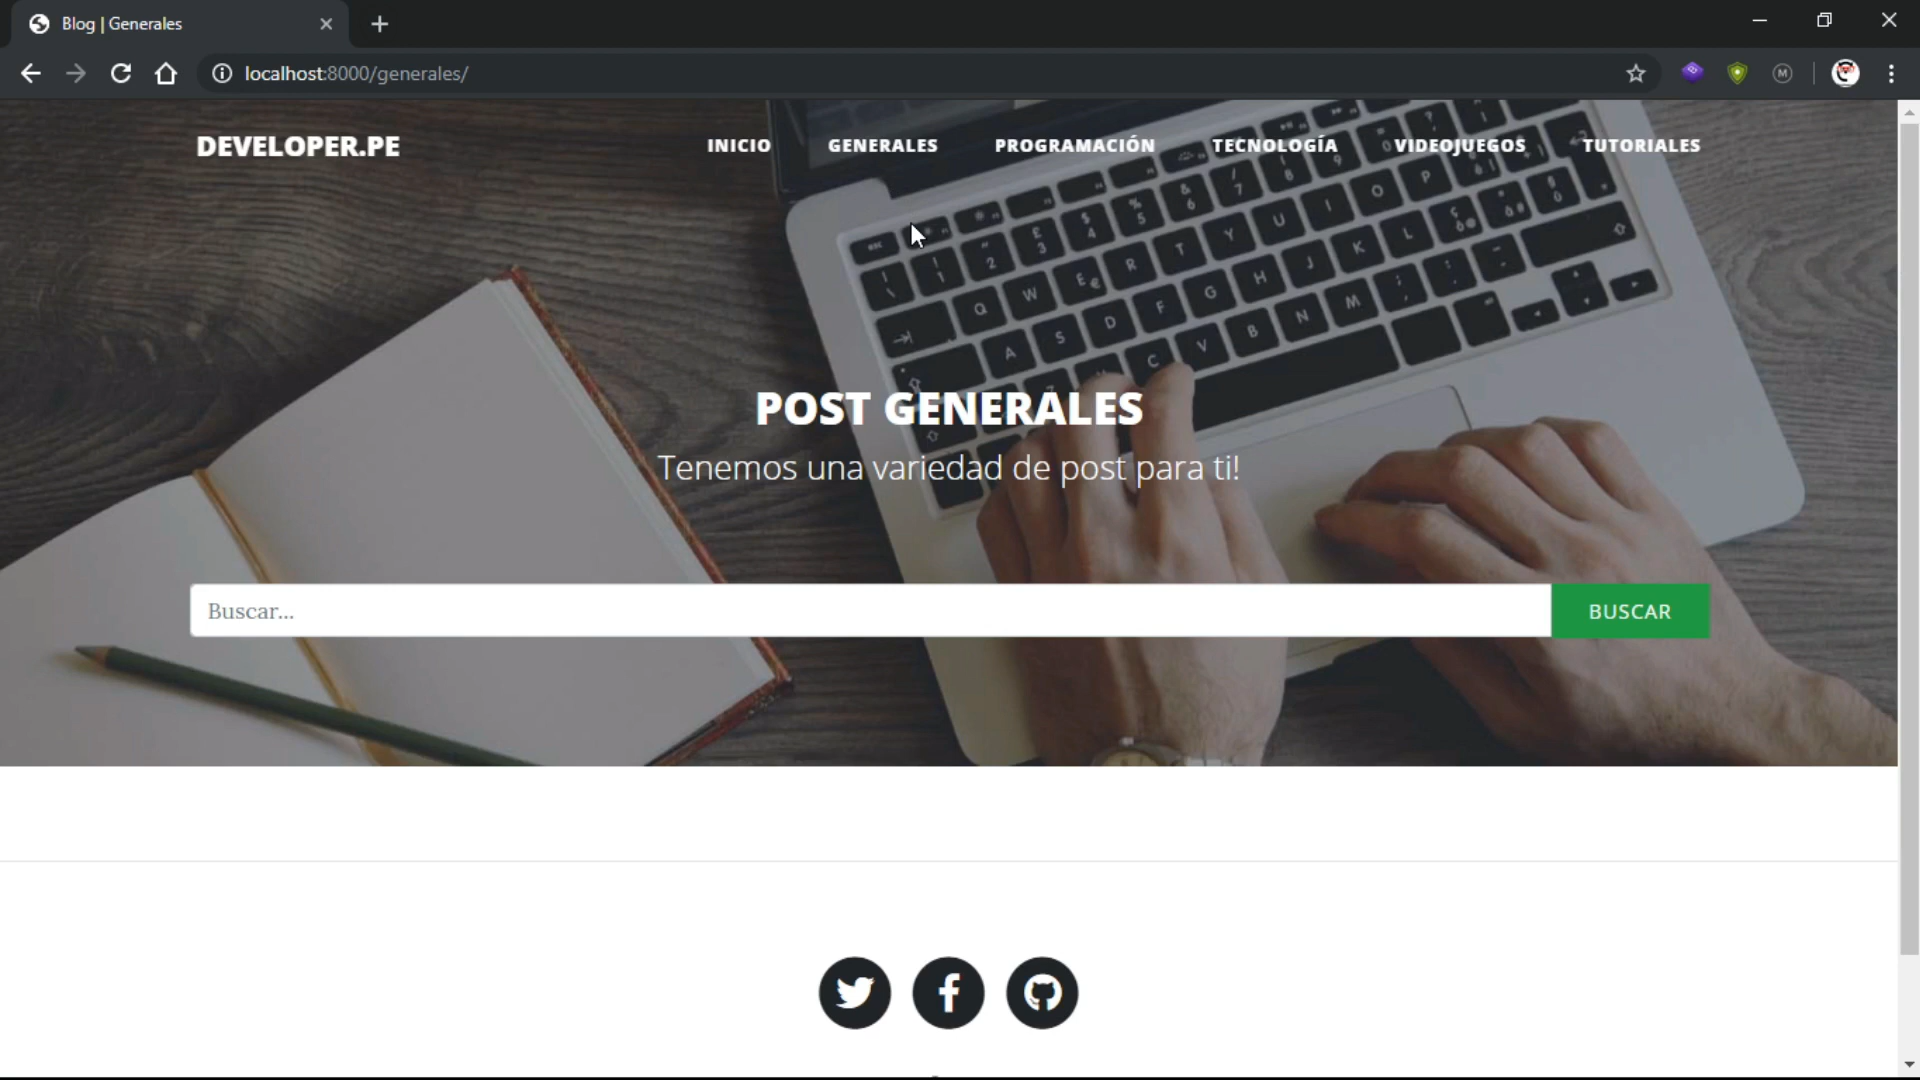 Blog | Generales
localhost:8000/generales/
DEVELOPER.PE
INICIO GENERALES PROGRAMACIÓN TECNOLOGÍA VIDEOJUEGOS TUTORIALES
POST GENERALES
Tenemos una variedad de post para ti!
Buscar...
BUSCAR